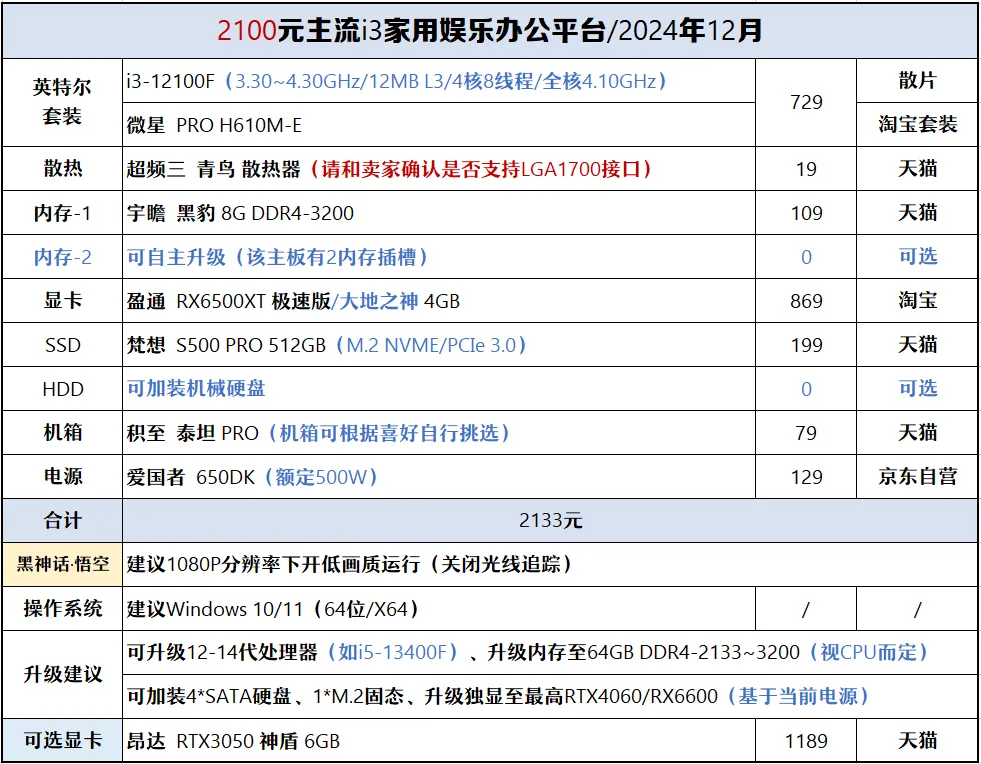 2100元主流i3家用娱乐办公平台/2024年12月
英特尔套装 i3-12100F（3.30~4.30GHz/12MB L3/4核8线程/全核4.10GHz） 729 散片
微星 PRO H610M-E 淘宝套装
散热 超频三 青鸟 散热器（请和卖家确认是否支持LGA1700接口） 19 天猫
内存-1 宇瞻 黑豹 8G DDR4-3200 109 天猫
内存-2 可自主升级（该主板有2内存插槽） 0 可选
显卡 盈通 RX6500XT 极速版/大地之神 4GB 869 淘宝
SSD 梵想 S500 PRO 512GB（M.2 NVME/PCIe 3.0） 199 天猫
HDD 可加装机械硬盘 0 可选
机箱 积至 泰坦 PRO（机箱可根据喜好自行挑选） 79 天猫
电源 爱国者 650DK（额定500W） 129 京东自营
合计 2133元
黑神话·悟空 建议1080P分辨率下开低画质运行（关闭光线追踪）
操作系统 建议Windows 10/11（64位/X64） / /
升级建议 可升级12-14代处理器（如i5-13400F）、升级内存至64GB DDR4-2133~3200（视CPU而定）
可加装4*SATA硬盘、1*M.2固态、升级独显至最高RTX4060/RX6600（基于当前电源）
可选显卡 昂达 RTX3050 神盾 6GB 1189 天猫